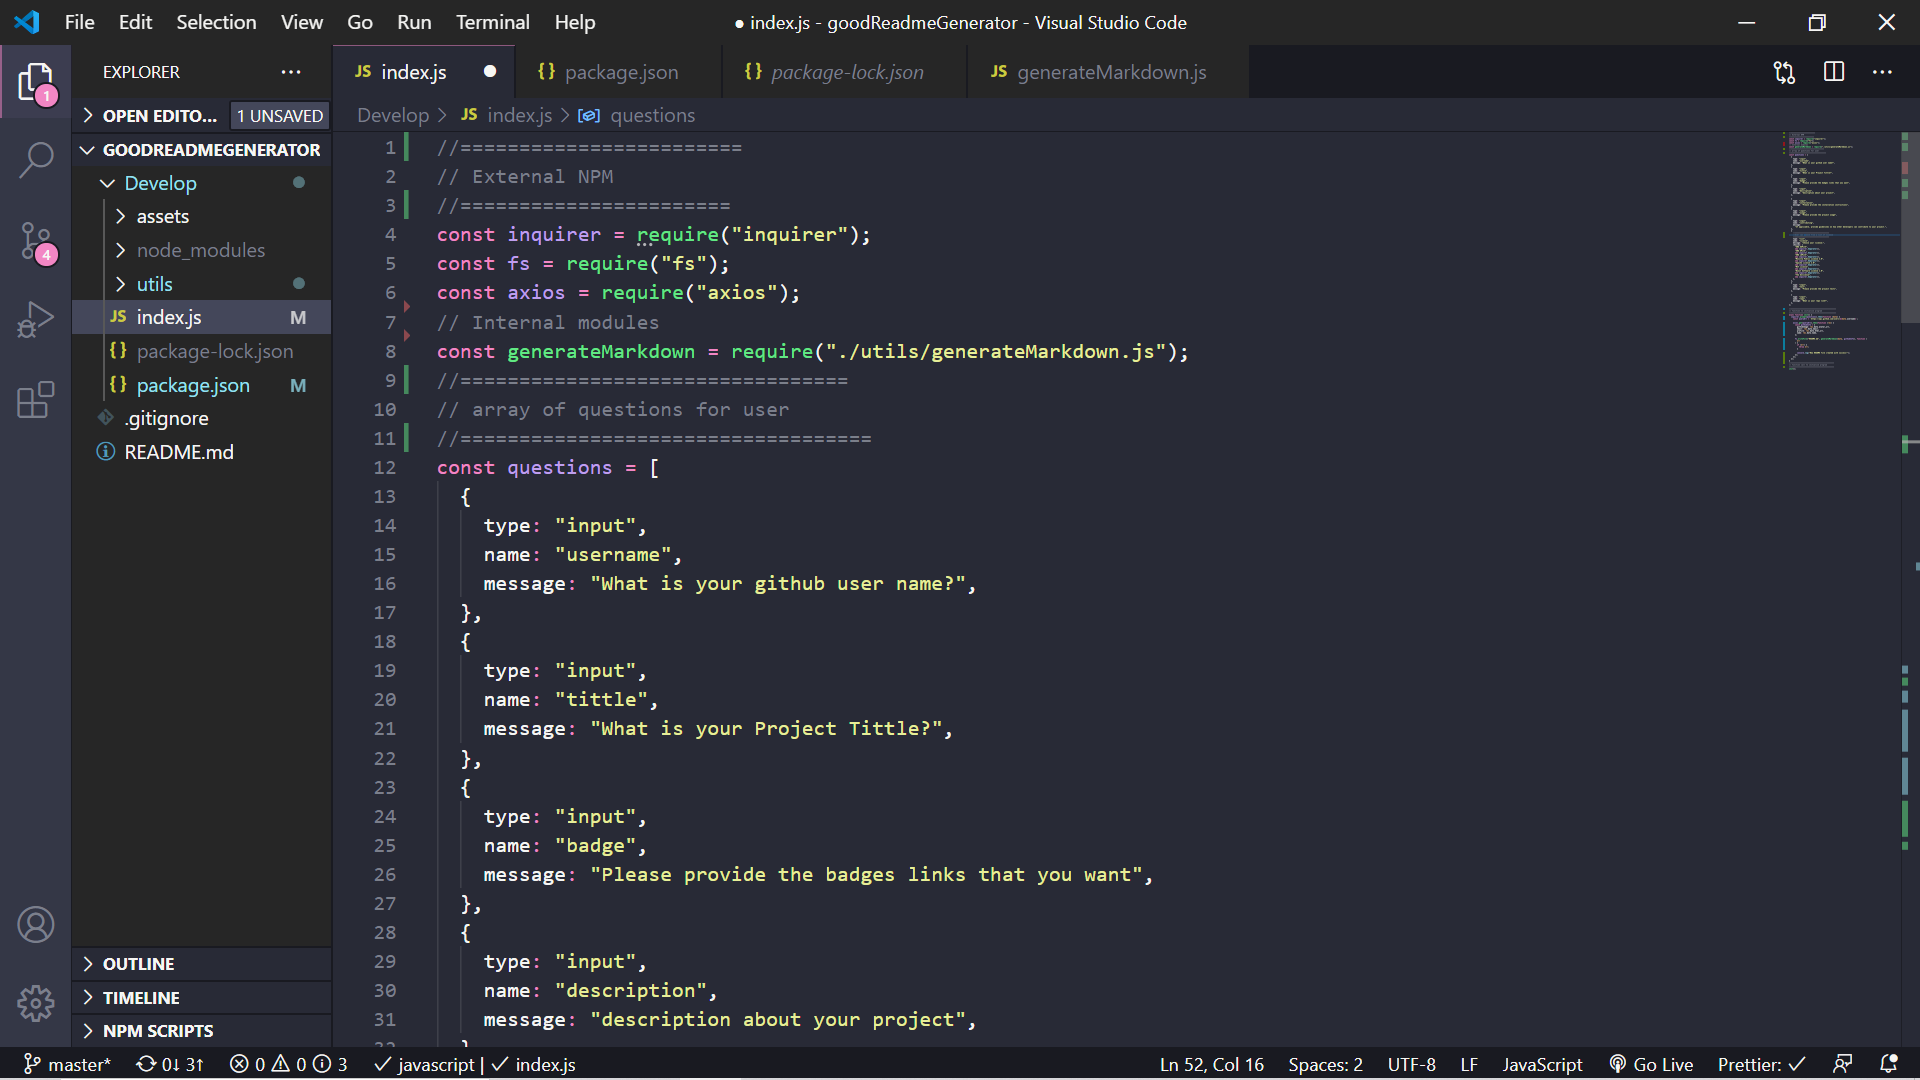 File Edit Selection View Go Run Terminal Help
● index.js - goodReadmeGenerator - Visual Studio Code
EXPLORER
JS index.js
{} package.json
{} package-lock.json
JS generateMarkdown.js
1
OPEN EDITO... 1 UNSAVED
Develop > JS index.js > questions
GOODREADMEGENERATOR
Develop
assets
node_modules
4
utils
JS index.js M
{} package-lock.json
{} package.json M
.gitignore
README.md
OUTLINE
TIMELINE
NPM SCRIPTS
1 //========================
2 // External NPM
3 //=======================
4 const inquirer = require("inquirer");
5 const fs = require("fs");
6 const axios = require("axios");
7 // Internal modules
8 const generateMarkdown = require("./utils/generateMarkdown.js");
9 //=================================
10 // array of questions for user
11 //===================================
12 const questions = [
13 {
14 type: "input",
15 name: "username",
16 message: "What is your github user name?",
17 },
18 {
19 type: "input",
20 name: "tittle",
21 message: "What is your Project Tittle?",
22 },
23 {
24 type: "input",
25 name: "badge",
26 message: "Please provide the badges links that you want",
27 },
28 {
29 type: "input",
30 name: "description",
31 message: "description about your project",
master* 0↓ 3↑ 0 0 3 ✓ javascript | ✓ index.js
Ln 52, Col 16 Spaces: 2 UTF-8 LF JavaScript Go Live Prettier: ✓